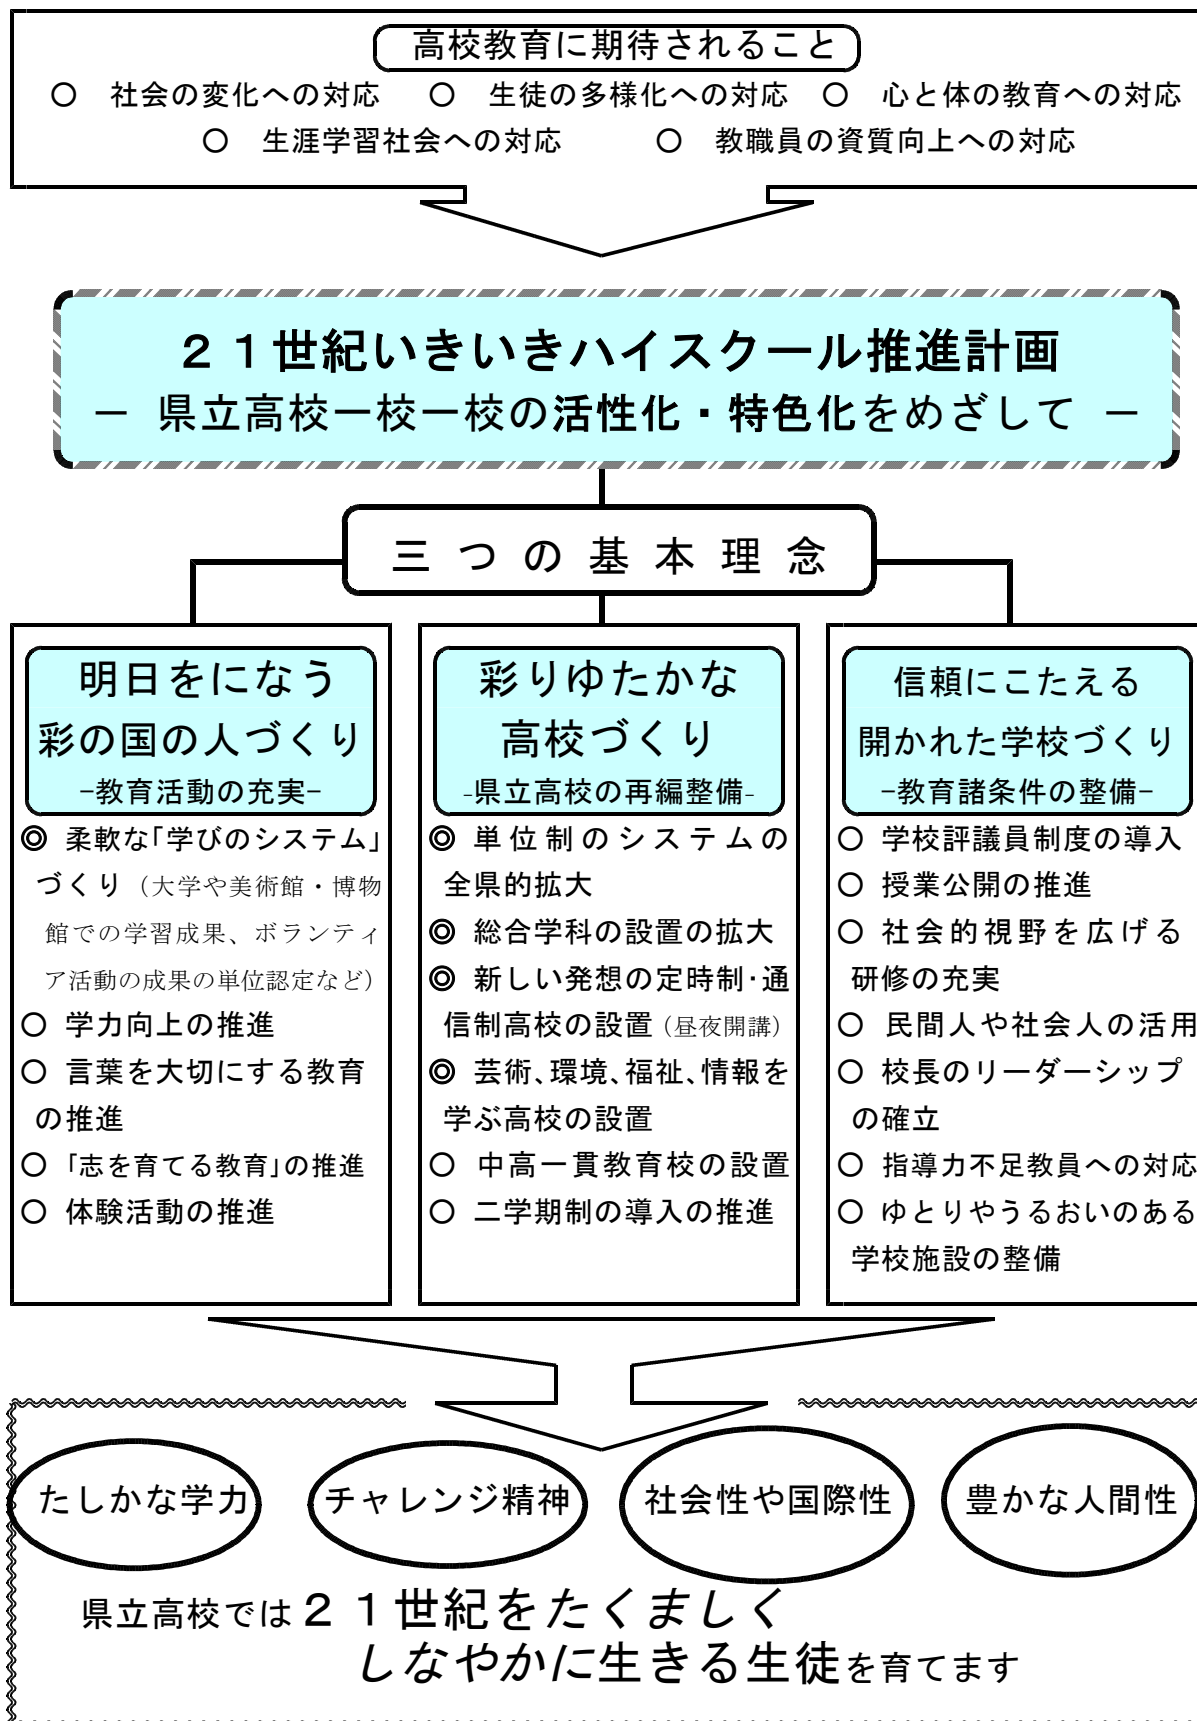 高校教育に期待されること
○ 社会の変化への対応 ○ 生徒の多様化への対応 ○ 心と体の教育への対応
○ 生涯学習社会への対応 ○ 教職員の資質向上への対応
２１世紀いきいきハイスクール推進計画
－ 県立高校一校一校の活性化・特色化をめざして －
三つの基本理念
明日をになう
彩の国の人づくり
−教育活動の充実−
◎ 柔軟な「学びのシステム」
づくり（大学や美術館・博物
館での学習成果、ボランティ
ア活動の成果の単位認定など）
○ 学力向上の推進
○ 言葉を大切にする教育
の推進
○ 「志を育てる教育」の推進
○ 体験活動の推進
彩りゆたかな
高校づくり
-県立高校の再編整備-
◎ 単位制のシステムの
全県的拡大
◎ 総合学科の設置の拡大
◎ 新しい発想の定時制・通
信制高校の設置（昼夜開講）
◎ 芸術、環境、福祉、情報を
学ぶ高校の設置
○ 中高一貫教育校の設置
○ 二学期制の導入の推進
信頼にこたえる
開かれた学校づくり
−教育諸条件の整備−
○ 学校評議員制度の導入
○ 授業公開の推進
○ 社会的視野を広げる
研修の充実
○ 民間人や社会人の活用
○ 校長のリーダーシップ
の確立
○ 指導力不足教員への対応
○ ゆとりやうるおいのある
学校施設の整備
たしかな学力
チャレンジ精神
社会性や国際性
豊かな人間性
県立高校では２１世紀をたくましく
しなやかに生きる生徒を育てます